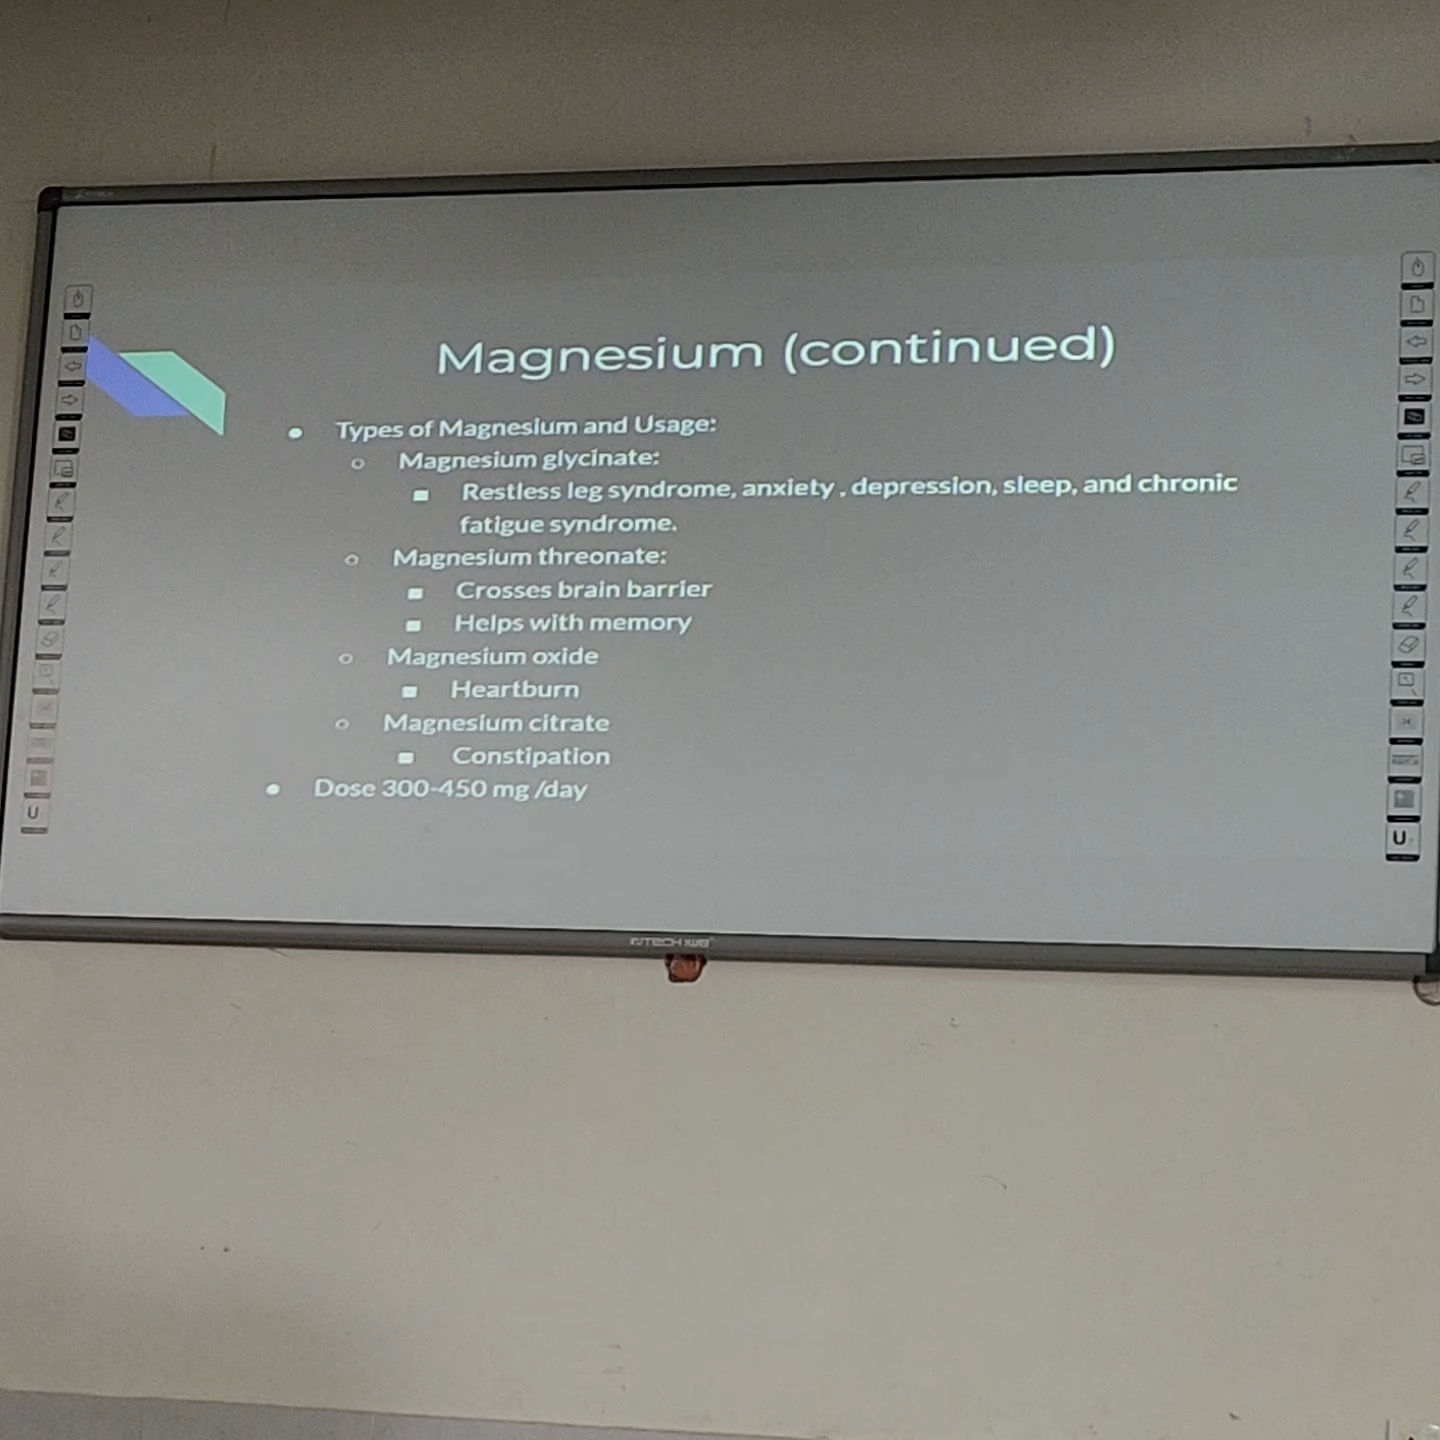 Magnesium (continued)
Types of Magnesium and Usage:
Magnesium glycinate:
Restless leg syndrome, anxiety , depression, sleep, and chronic
fatigue syndrome.
Magnesium threonate:
Crosses brain barrier
Helps with memory
Magnesium oxide
Heartburn
Magnesium citrate
Constipation
Dose 300-450 mg /day
U
U
INTECH IWB